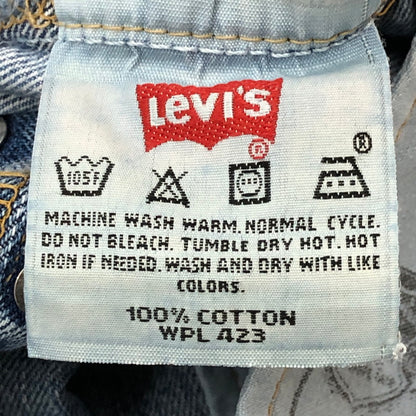 LEVI'S
®
®
105F
MACHINE WASH WARM. NORMAL CYCLE.
DO NOT BLEACH. TUMBLE DRY HOT. HOT
IRON IF NEEDED. WASH AND DRY WITH LIKE
COLORS.
100% COTTON
WPL 423